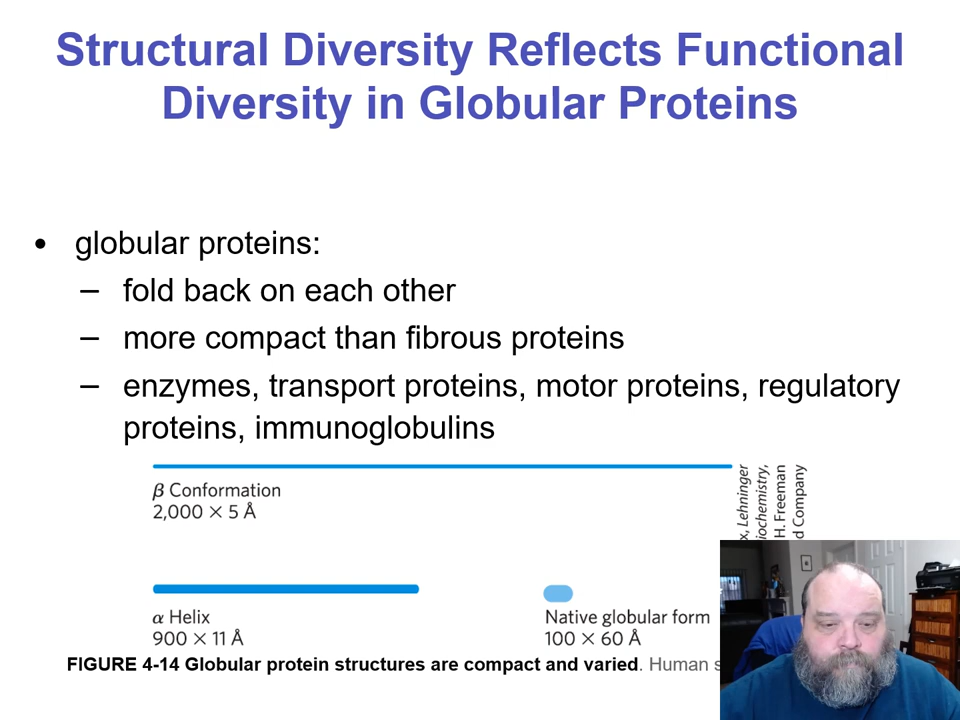 Structural Diversity Reflects Functional
Diversity in Globular Proteins
• globular proteins:
– fold back on each other
– more compact than fibrous proteins
– enzymes, transport proteins, motor proteins, regulatory
proteins, immunoglobulins
β Conformation
2,000 × 5 Å
α Helix
900 × 11 Å
Native globular form
100 × 60 Å
x, Lehninger
iochemistry,
H. Freeman
d Company
FIGURE 4-14 Globular protein structures are compact and varied. Human s